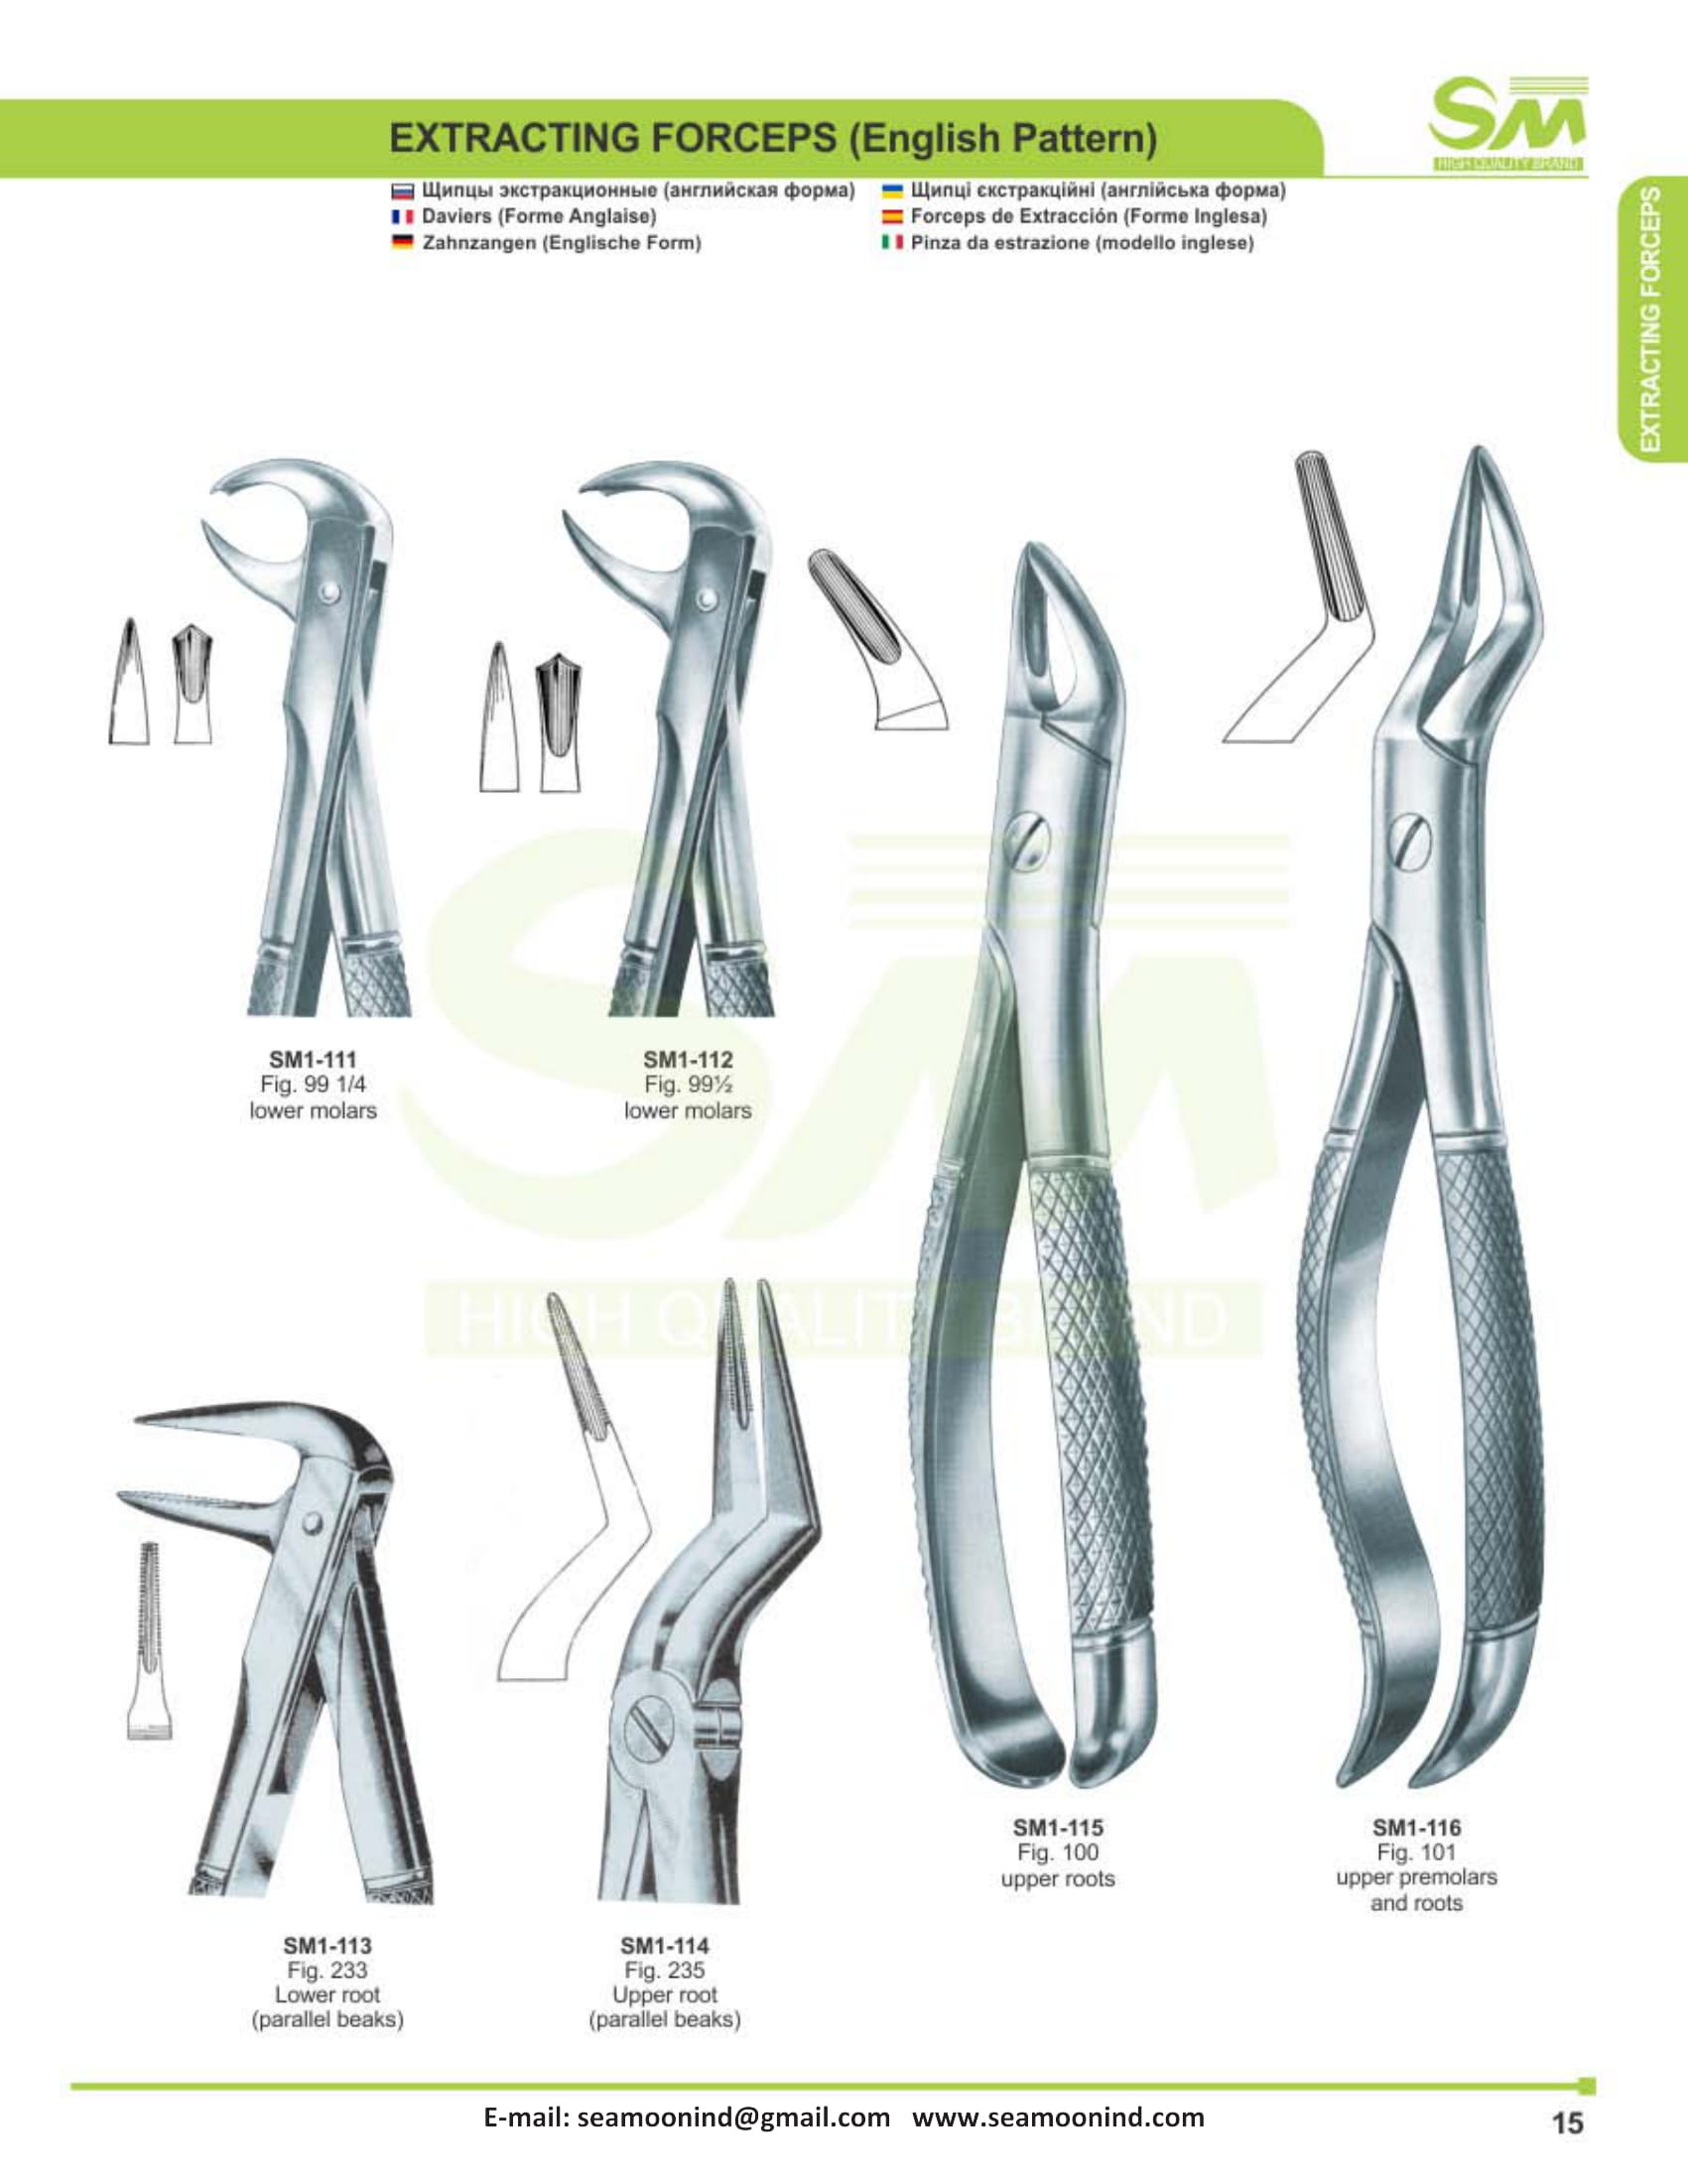 SM
HIGH QUALITY BRAND
EXTRACTING FORCEPS (English Pattern)
Щипцы экстракционные (английская форма)
Щипці єкстракційні (англійська форма)
Daviers (Forme Anglaise)
Forceps de Extracción (Forme Inglesa)
Zahnzangen (Englische Form)
Pinza da estrazione (modello inglese)
EXTRACTING FORCEPS
SM1-111
Fig. 99 1/4
lower molars
SM1-112
Fig. 99½
lower molars
SM
HIGH QUALITY BRAND
SM1-115
Fig. 100
upper roots
SM1-116
Fig. 101
upper premolars
and roots
SM1-113
Fig. 233
Lower root
(parallel beaks)
SM1-114
Fig. 235
Upper root
(parallel beaks)
E-mail: seamoonind@gmail.com www.seamoonind.com
15